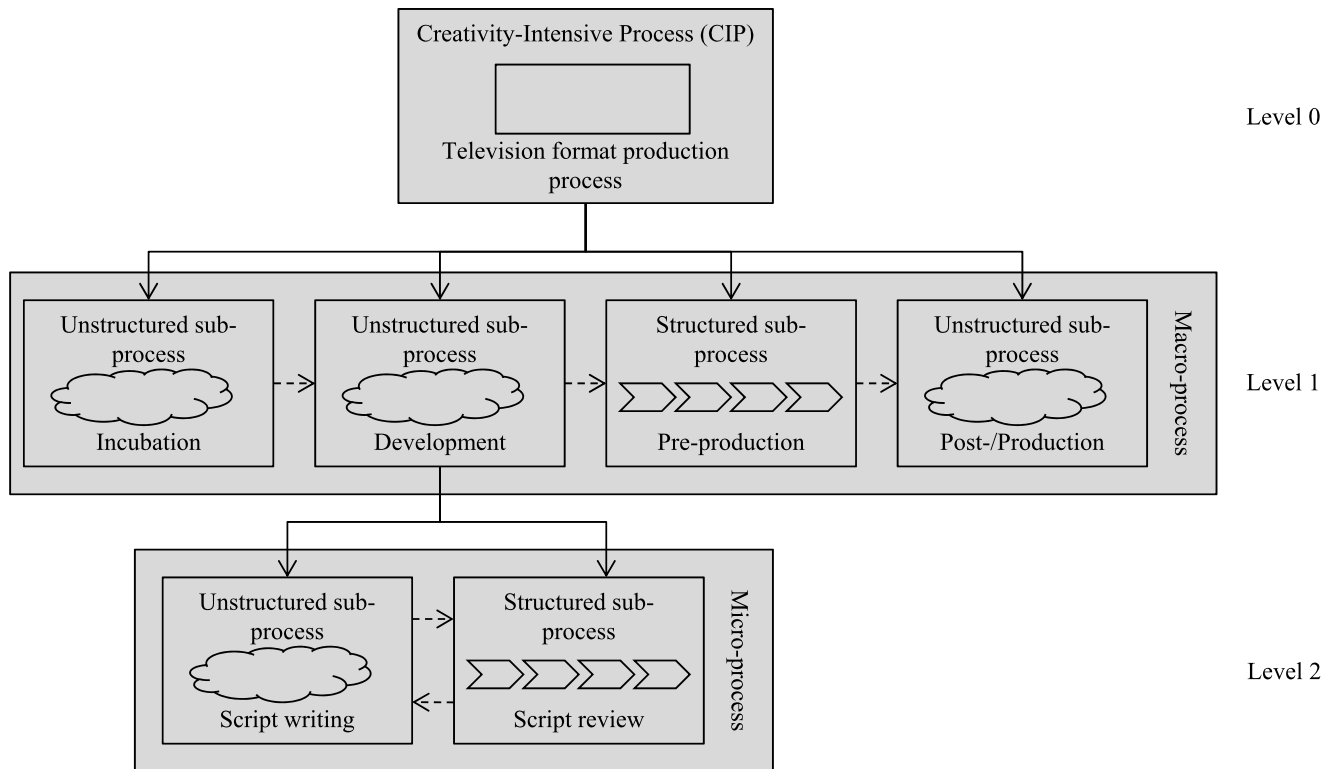 Creativity-Intensive Process (CIP)
Television format production
process
Level 0
Unstructured sub-
process
Incubation
Unstructured sub-
process
Development
Structured sub-
process
Pre-production
Unstructured sub-
process
Post-/Production
Macro-process
Level 1
Unstructured sub-
process
Script writing
Structured sub-
process
Script review
Micro-process
Level 2